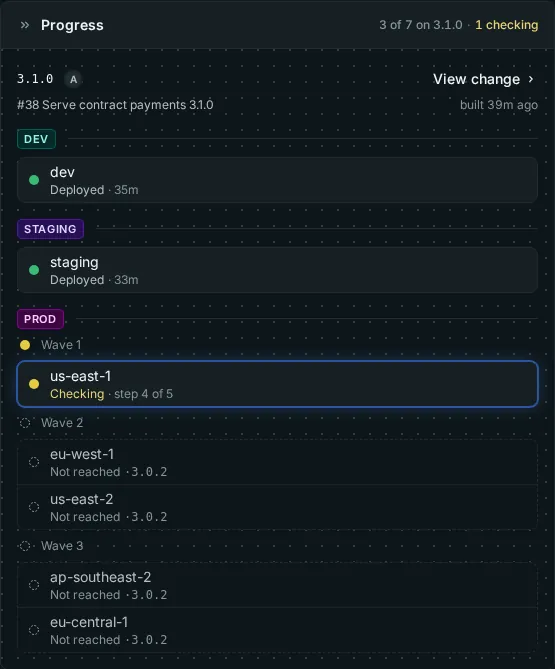 » Progress 3 of 7 on 3.1.0 · 1 checking
3.1.0 A View change ›
#38 Serve contract payments 3.1.0 built 39m ago
DEV
dev
Deployed · 35m
STAGING
staging
Deployed · 33m
PROD
Wave 1
us-east-1
Checking · step 4 of 5
Wave 2
eu-west-1
Not reached · 3.0.2
us-east-2
Not reached · 3.0.2
Wave 3
ap-southeast-2
Not reached · 3.0.2
eu-central-1
Not reached · 3.0.2